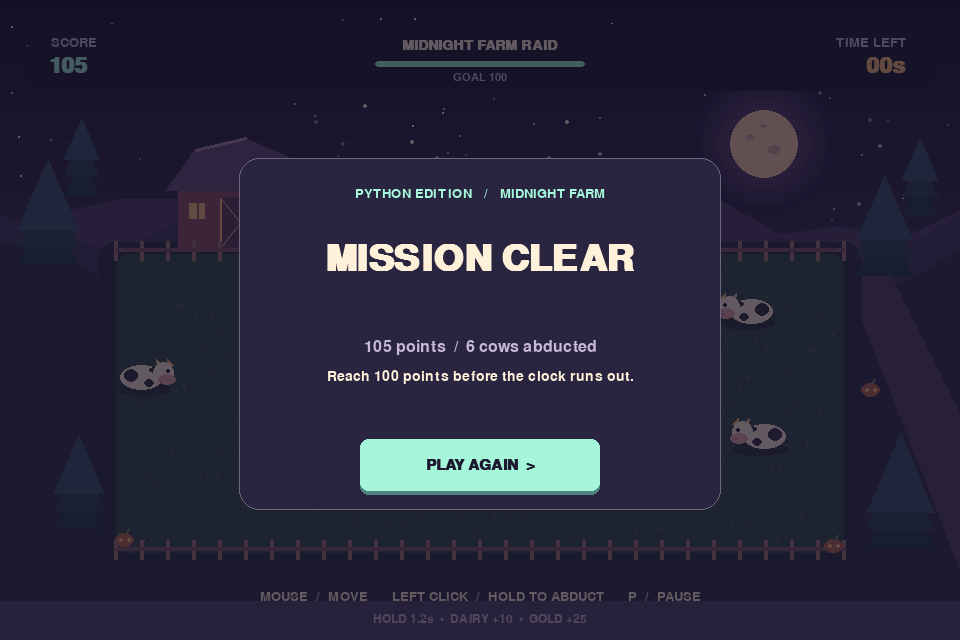 SCORE
105
MIDNIGHT FARM RAID
GOAL 100
TIME LEFT
00s
PYTHON EDITION / MIDNIGHT FARM
MISSION CLEAR
105 points / 6 cows abducted
Reach 100 points before the clock runs out.
PLAY AGAIN >
MOUSE / MOVE LEFT CLICK / HOLD TO ABDUCT P / PAUSE
HOLD 1.2s • DAIRY +10 • GOLD +25